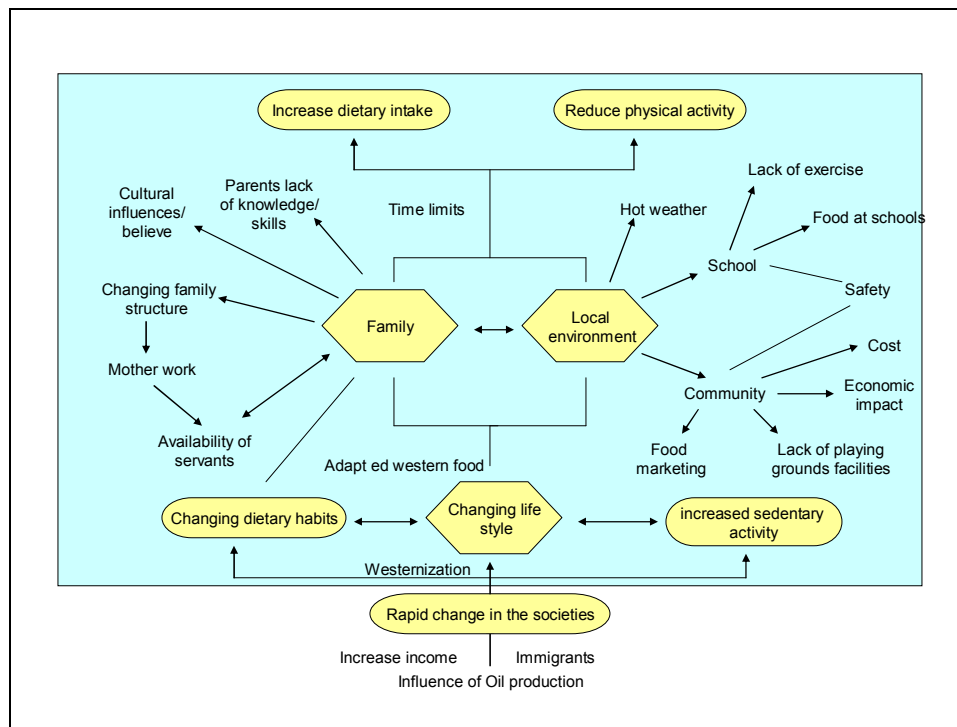 Increase dietary intake
Reduce physical activity
Lack of exercise
Parents lack
of knowledge/
skills
Cultural
influences/
believe
Time limits
Hot weather
Food at schools
School
Changing family
structure
Safety
Family
Local
environment
Cost
Mother work
Community
Economic
impact
Availability of
servants
Food
marketing
Lack of playing
grounds facilities
Adapt ed western food
Changing dietary habits
Changing life
style
increased sedentary
activity
Westernization
Rapid change in the societies
Increase income
Immigrants
Influence of Oil production